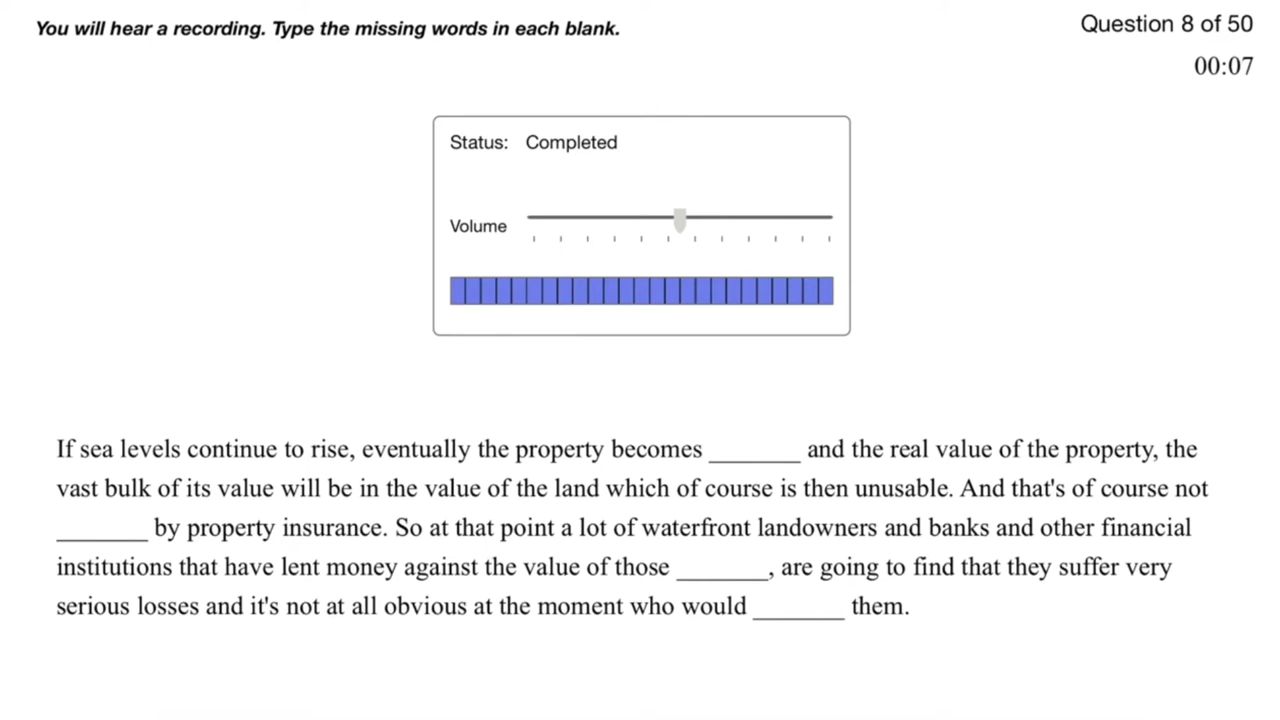 You will hear a recording. Type the missing words in each blank.
Question 8 of 50
00:07
Status: Completed
Volume
If sea levels continue to rise, eventually the property becomes _______ and the real value of the property, the
vast bulk of its value will be in the value of the land which of course is then unusable. And that's of course not
_______ by property insurance. So at that point a lot of waterfront landowners and banks and other financial
institutions that have lent money against the value of those _______, are going to find that they suffer very
serious losses and it's not at all obvious at the moment who would _______ them.